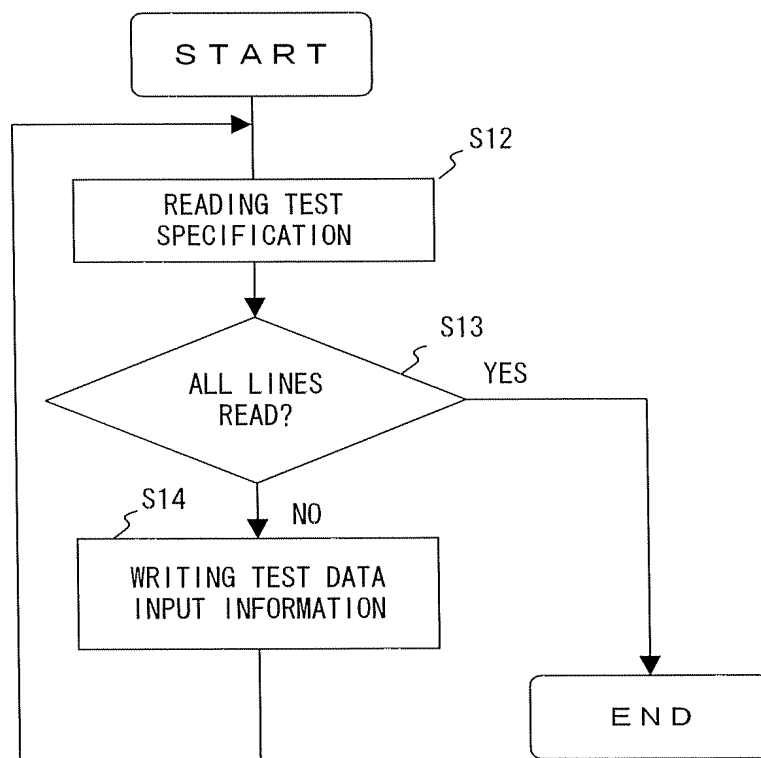 START
S12
READING TEST
SPECIFICATION
S13
ALL LINES
READ?
YES
S14
NO
WRITING TEST DATA
INPUT INFORMATION
END